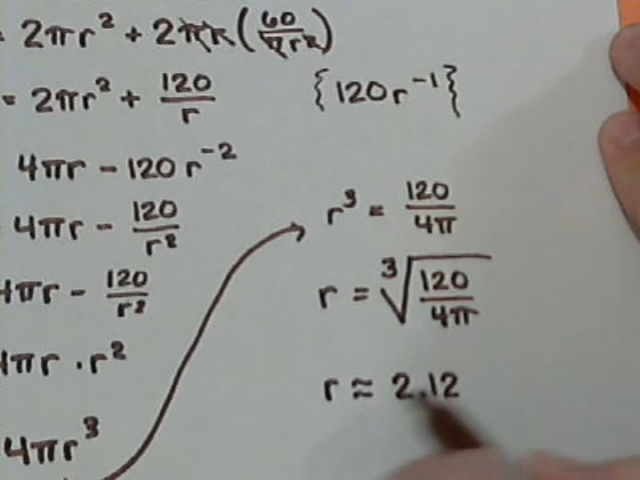 = 2πr² + 2πr(60/πr²)
= 2πr² + 120/r {120r⁻¹}
4πr - 120r⁻²
4πr - 120/r²
4πr - 120/r²
4πr · r²
4πr³
r³ = 120/4π
r = ∛(120/4π)
r ≈ 2.12